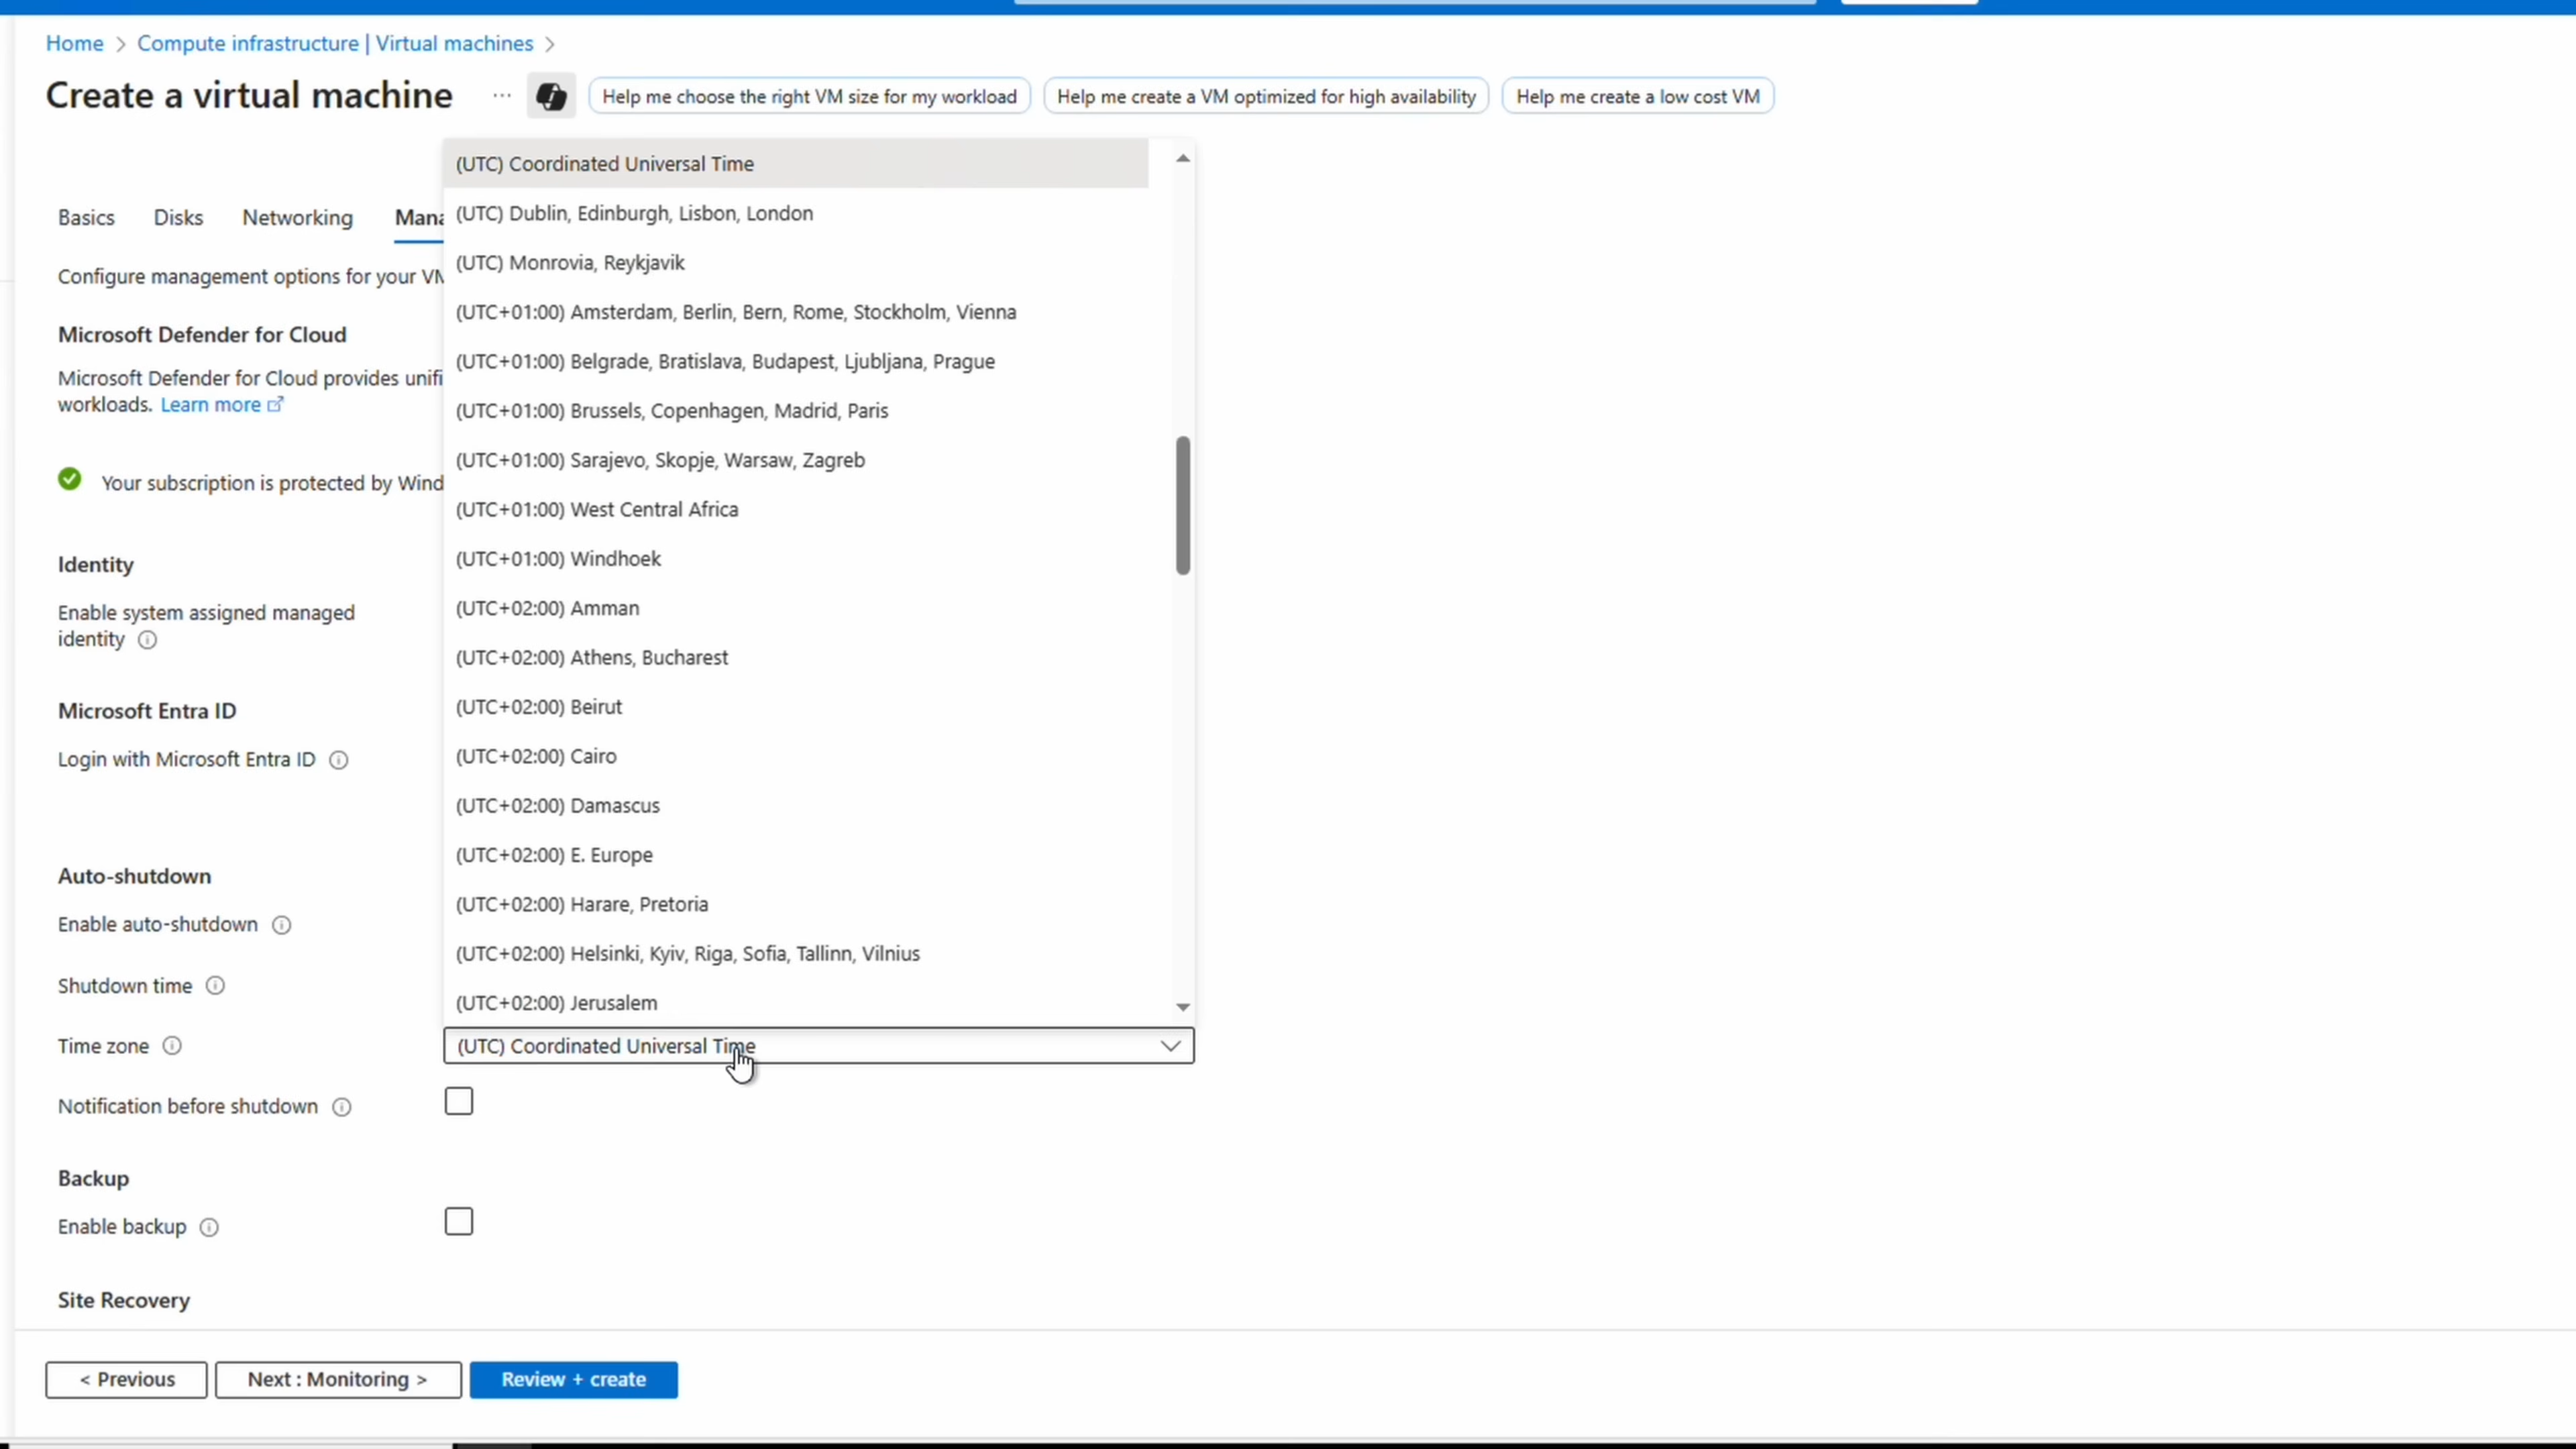 Home > Compute infrastructure | Virtual machines >
Create a virtual machine ... Help me choose the right VM size for my workload Help me create a VM optimized for high availability Help me create a low cost VM
Basics Disks Networking Mana
Configure management options for your VM
Microsoft Defender for Cloud
Microsoft Defender for Cloud provides unifi
workloads. Learn more
Your subscription is protected by Wind
Identity
Enable system assigned managed
identity
Microsoft Entra ID
Login with Microsoft Entra ID
Auto-shutdown
Enable auto-shutdown
Shutdown time
(UTC) Coordinated Universal Time
(UTC) Dublin, Edinburgh, Lisbon, London
(UTC) Monrovia, Reykjavik
(UTC+01:00) Amsterdam, Berlin, Bern, Rome, Stockholm, Vienna
(UTC+01:00) Belgrade, Bratislava, Budapest, Ljubljana, Prague
(UTC+01:00) Brussels, Copenhagen, Madrid, Paris
(UTC+01:00) Sarajevo, Skopje, Warsaw, Zagreb
(UTC+01:00) West Central Africa
(UTC+01:00) Windhoek
(UTC+02:00) Amman
(UTC+02:00) Athens, Bucharest
(UTC+02:00) Beirut
(UTC+02:00) Cairo
(UTC+02:00) Damascus
(UTC+02:00) E. Europe
(UTC+02:00) Harare, Pretoria
(UTC+02:00) Helsinki, Kyiv, Riga, Sofia, Tallinn, Vilnius
(UTC+02:00) Jerusalem
Time zone (UTC) Coordinated Universal Time
Notification before shutdown
Backup
Enable backup
Site Recovery
< Previous Next : Monitoring > Review + create